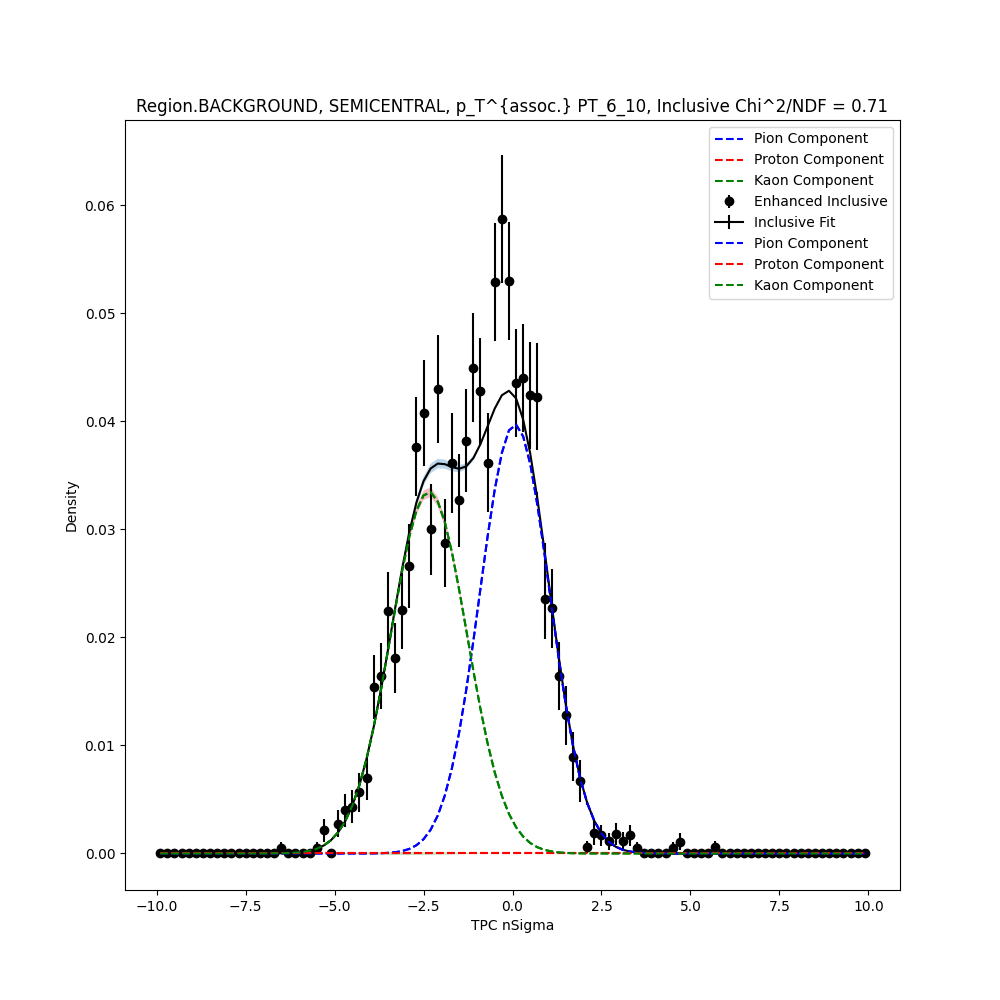 Region.BACKGROUND, SEMICENTRAL, p_T^{assoc.} PT_6_10, Inclusive Chi^2/NDF = 0.71
Pion Component
Proton Component
Kaon Component
Enhanced Inclusive
Inclusive Fit
Pion Component
Proton Component
Kaon Component
0.06
0.05
0.04
0.03
0.02
0.01
0.00
Density
−10.0 −7.5 −5.0 −2.5 0.0 2.5 5.0 7.5 10.0
TPC nSigma